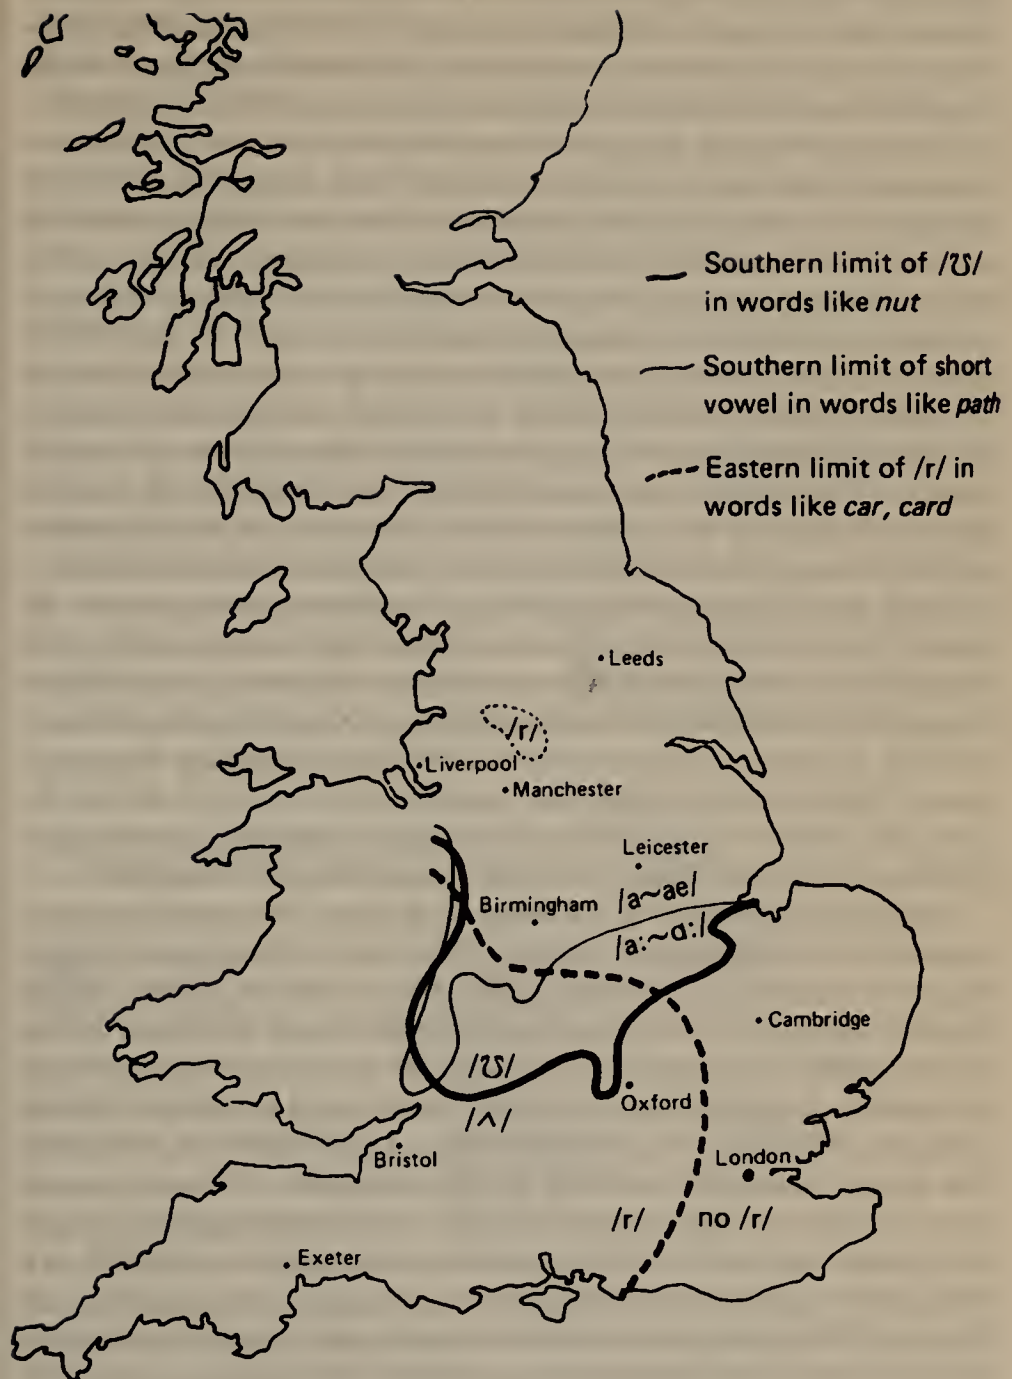 Southern limit of /ʊ/
in words like nut
Southern limit of short
vowel in words like path
Eastern limit of /r/ in
words like car, card
Leeds
/r/
Liverpool
Manchester
Leicester
Birmingham
/a~ae/
/a:~ɑ:/
Cambridge
/ʊ/
Oxford
/^/
Bristol
London
/r/
no /r/
Exeter